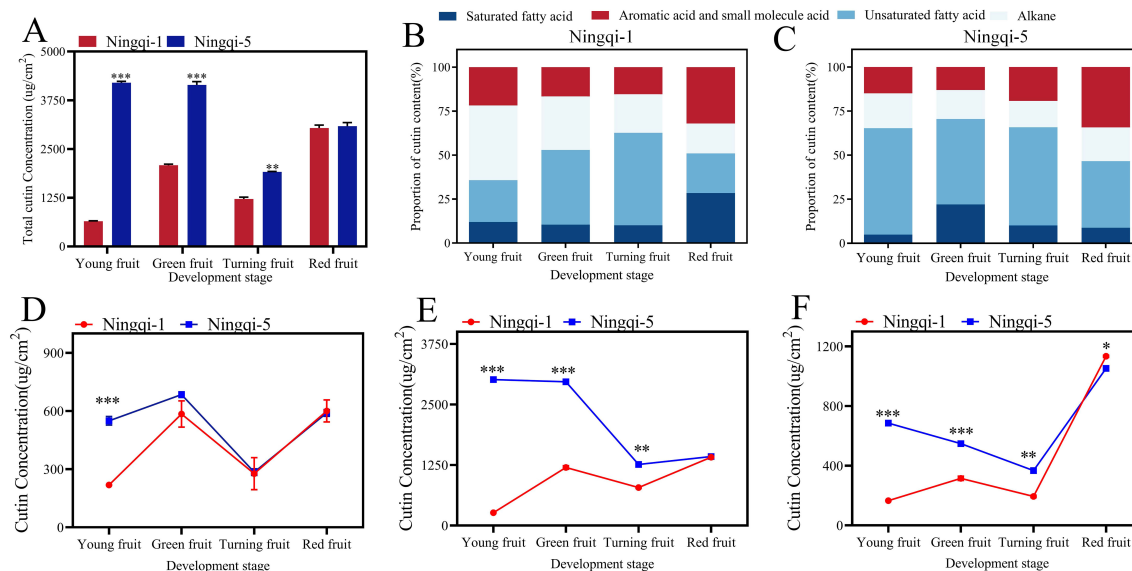 Saturated fatty acid Aromatic acid and small molecule acid Unsaturated fatty acid Alkane
A
Ningqi-1 Ningqi-5
Total cutin Concentration (ug/cm²)
5000
3750
2500
1250
0
***
***
**
Young fruit Green fruit Turning fruit Red fruit
Development stage
B
Ningqi-1
Proportion of cutin content(%)
100
75
50
25
0
Young fruit Green fruit Turning fruit Red fruit
Development stage
C
Ningqi-5
Proportion of cutin content(%)
100
75
50
25
0
Young fruit Green fruit Turning fruit Red fruit
Development stage
D
Ningqi-1 Ningqi-5
Cutin Concentration(ug/cm²)
900
600
300
0
***
Young fruit Green fruit Turning fruit Red fruit
Development stage
E
Ningqi-1 Ningqi-5
Cutin Concentration(ug/cm²)
3750
2500
1250
0
***
***
**
Young fruit Green fruit Turning fruit Red fruit
Development stage
F
Ningqi-1 Ningqi-5
Cutin Concentration(ug/cm²)
1200
800
400
0
***
***
**
*
Young fruit Green fruit Turning fruit Red fruit
Development stage